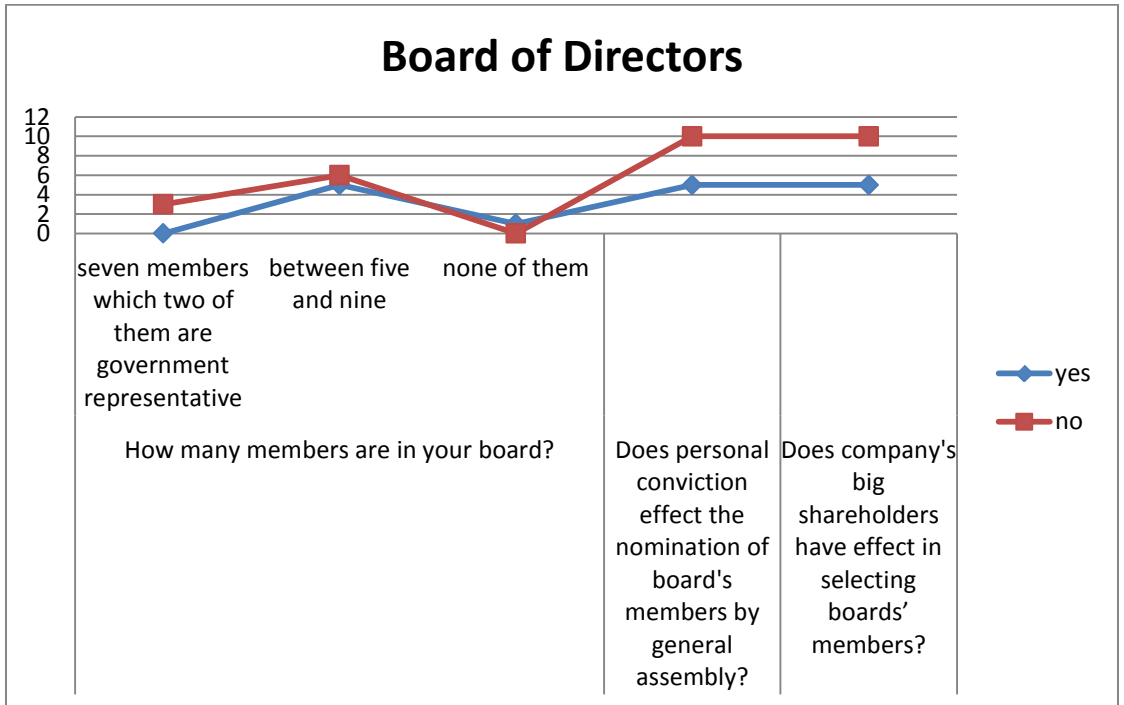 Board of Directors
12
10
8
6
4
2
0
seven members
which two of
them are
government
representative
between five
and nine
none of them
How many members are in your board?
Does personal
conviction
effect the
nomination of
board's
members by
general
assembly?
Does company's
big
shareholders
have effect in
selecting
boards’
members?
yes
no